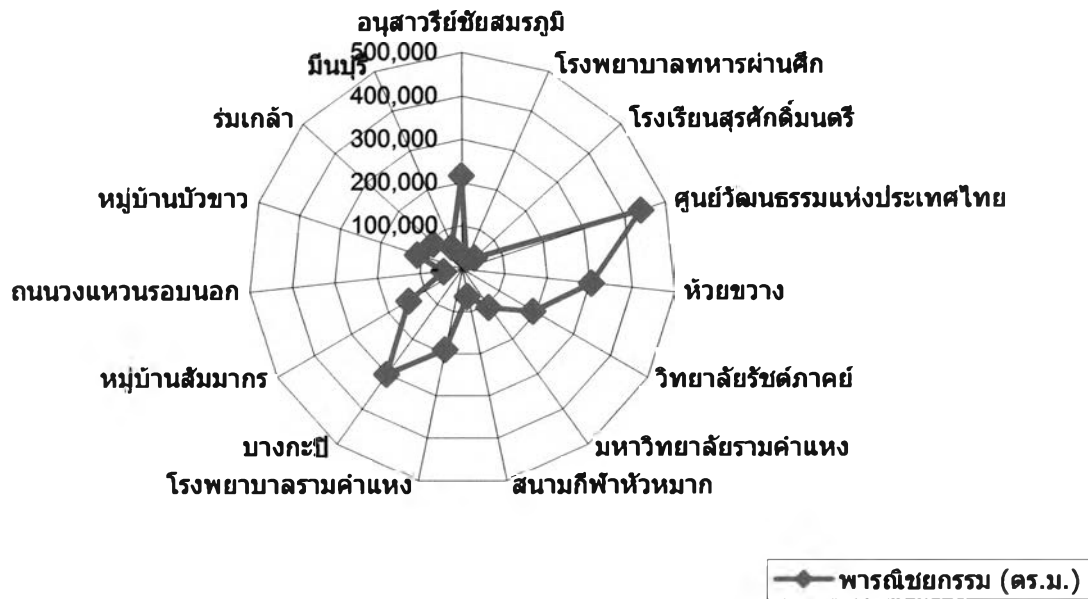 อนุสาวรีย์ชัยสมรภูมิ
500,000
มีนบุรี
โรงพยาบาลทหารผ่านศึก
400,000
ร่มเกล้า
โรงเรียนสุรศักดิ์มนตรี
300,000
หมู่บ้านบัวขาว
200,000
ศูนย์วัฒนธรรมแห่งประเทศไทย
100,000
ถนนวงแหวนรอบนอก
ห้วยขวาง
หมู่บ้านสัมมากร
วิทยาลัยรัชต์ภาคย์
บางกะปิ
มหาวิทยาลัยรามคำแหง
โรงพยาบาลรามคำแหง
สนามกีฬาหัวหมาก
พารณิชยกรรม (ตร.ม.)